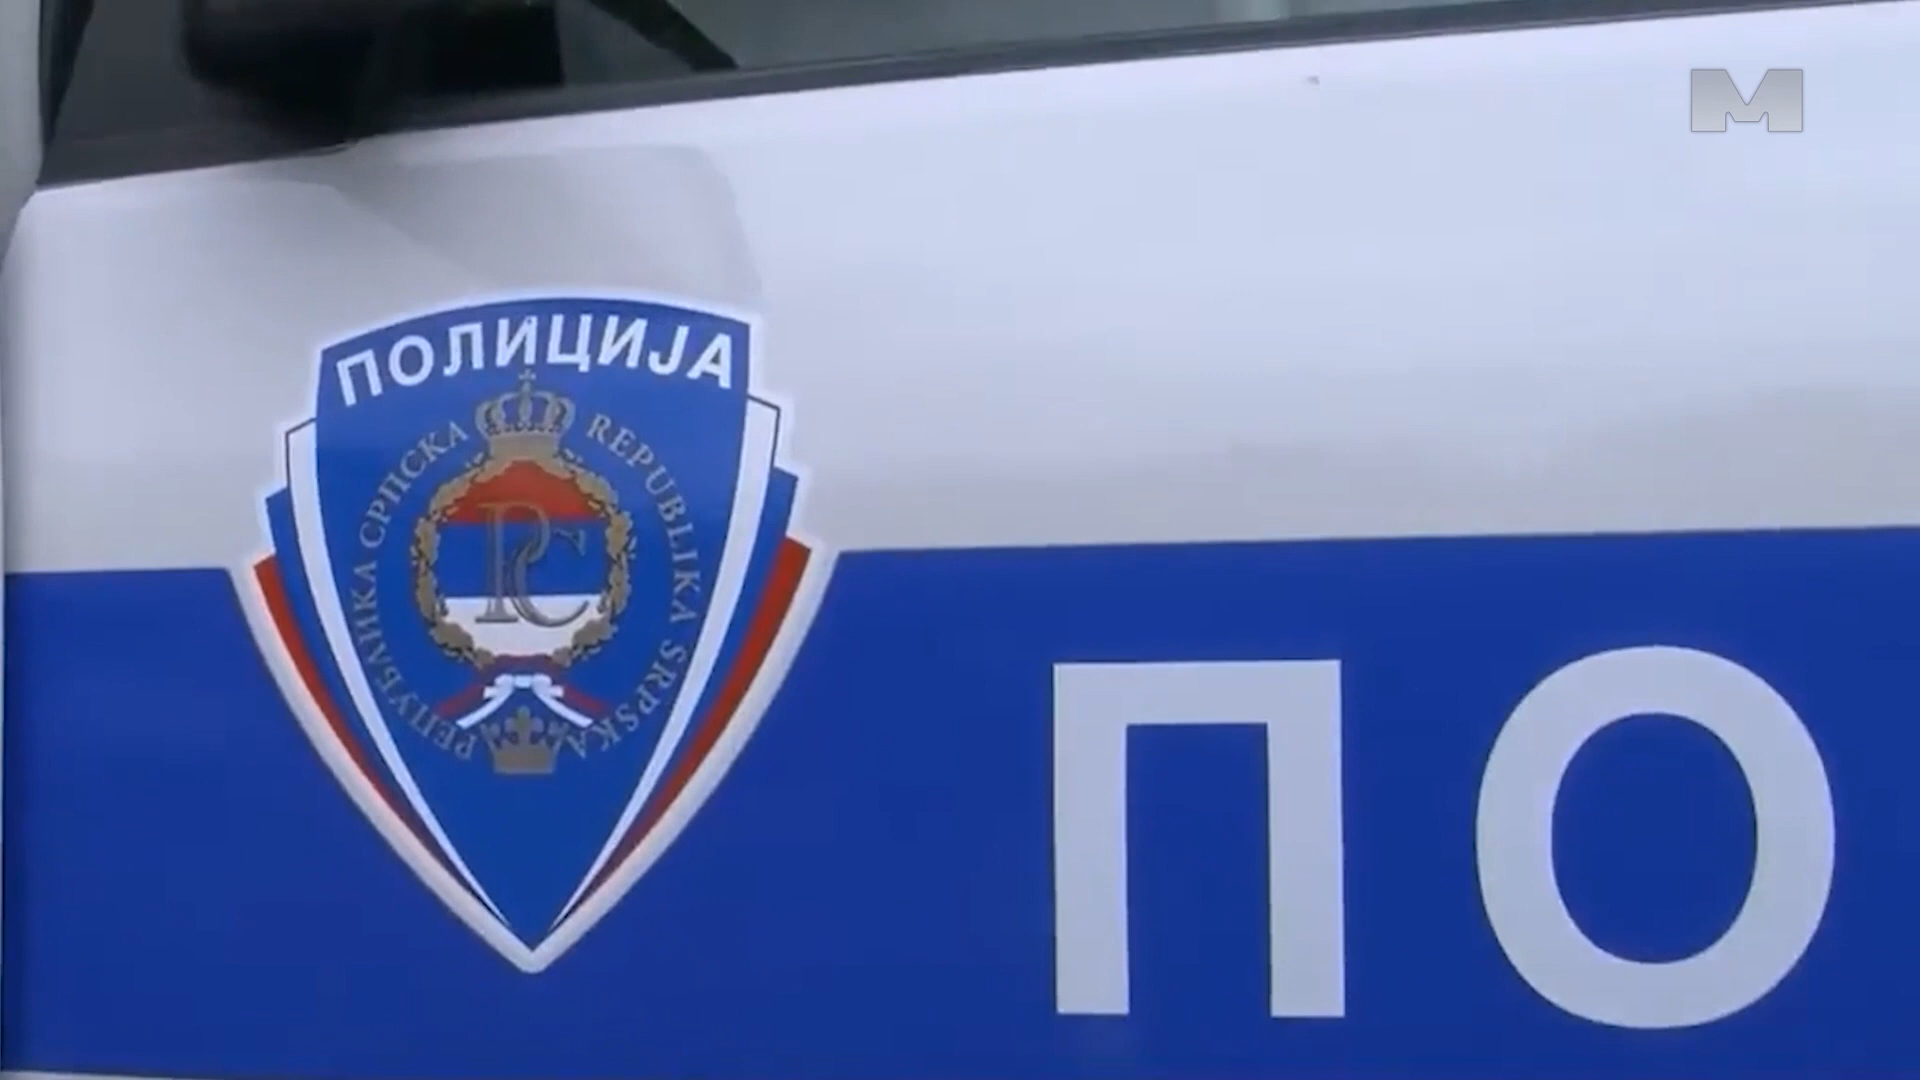 М
ПОЛИЦИЈА
РЕПУБЛИКА СРПСКА
REPUBLIKA SRPSKA
РС
ПО